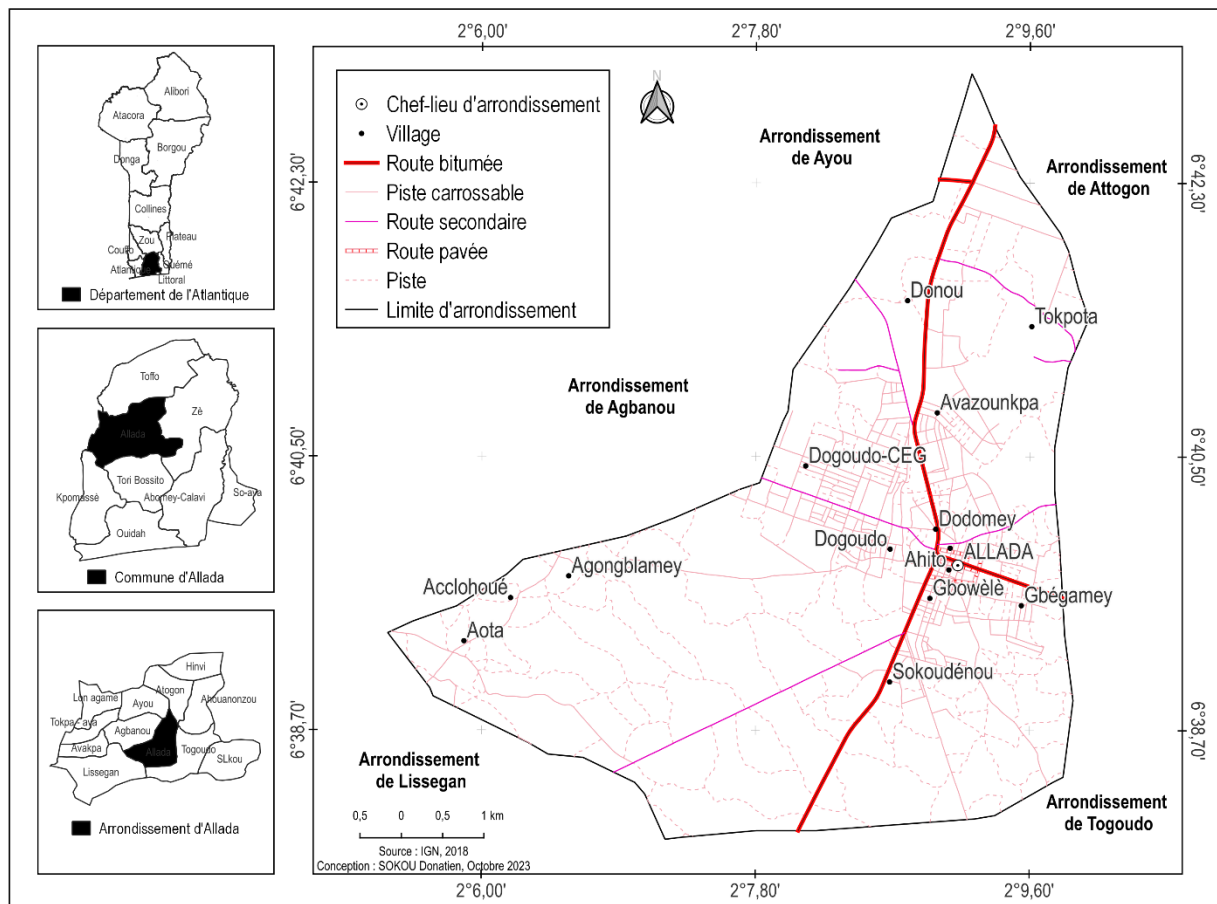 Alibori
Atacora
Borgou
Donga
Collines
Zou
Plateau
Couffo
Ouémé
Atlantique
Littoral
Département de l'Atlantique
Toffo
Zè
Allada
Tori Bossito
Kpomassè
Abomey-Calavi
So-ava
Ouidah
Commune d'Allada
Hinvi
Lon agame
Atogon
Ahouanonzou
Ayou
Tokpa - ava
Agbanou
Avakpa
Allada
Togoudo
SLkou
Lissegan
Arrondissement d'Allada
2°6,00'
2°7,80'
2°9,60'
6°42,30'
6°40,50'
6°38,70'
Chef-lieu d'arrondissement
Village
Route bitumée
Piste carrossable
Route secondaire
Route pavée
Piste
Limite d'arrondissement
N
Arrondissement
de Ayou
Arrondissement
de Attogon
6°42,30'
Donou
Tokpota
Arrondissement
de Agbanou
Avazounkpa
Dogoudo-CEG
6°40,50'
Dodomey
Dogoudo
ALLADA
Ahito
Agongblamey
Acclohoué
Gbowèlè
Gbégamey
Aota
Sokoudénou
6°38,70'
Arrondissement
de Lissegan
Arrondissement
de Togoudo
0,5 0 0,5 1 km
Source : IGN, 2018
Conception : SOKOU Donatien, Octobre 2023
2°6,00'
2°7,80'
2°9,60'